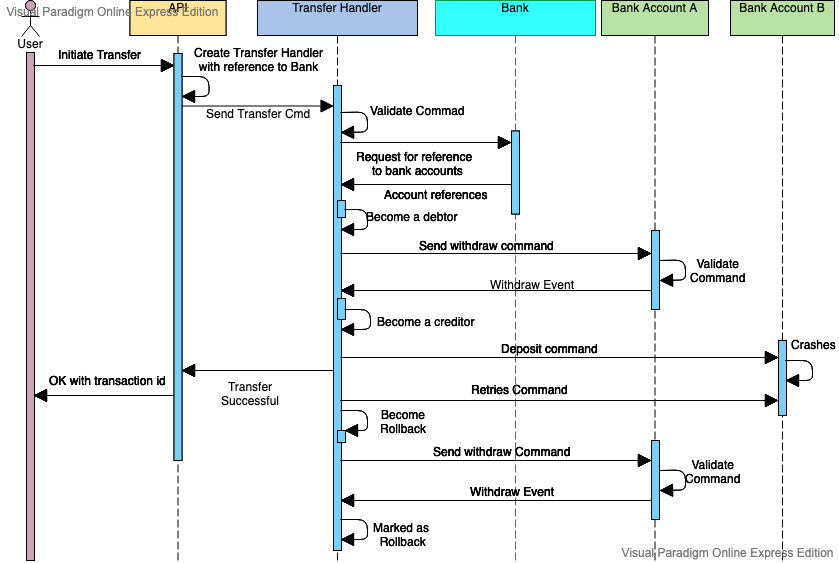 Visual Paradigm Online Express Edition
API
Transfer Handler
Bank
Bank Account A
Bank Account B
User
Initiate Transfer
Create Transfer Handler
with reference to Bank
Send Transfer Cmd
Validate Commad
Request for reference
to bank accounts
Account references
Become a debtor
Send withdraw command
Validate
Command
Withdraw Event
Become a creditor
Crashes
Deposit command
OK with transaction id
Transfer
Successful
Retries Command
Become
Rollback
Send withdraw Command
Validate
Command
Withdraw Event
Marked as
Rollback
Visual Paradigm Online Express Edition